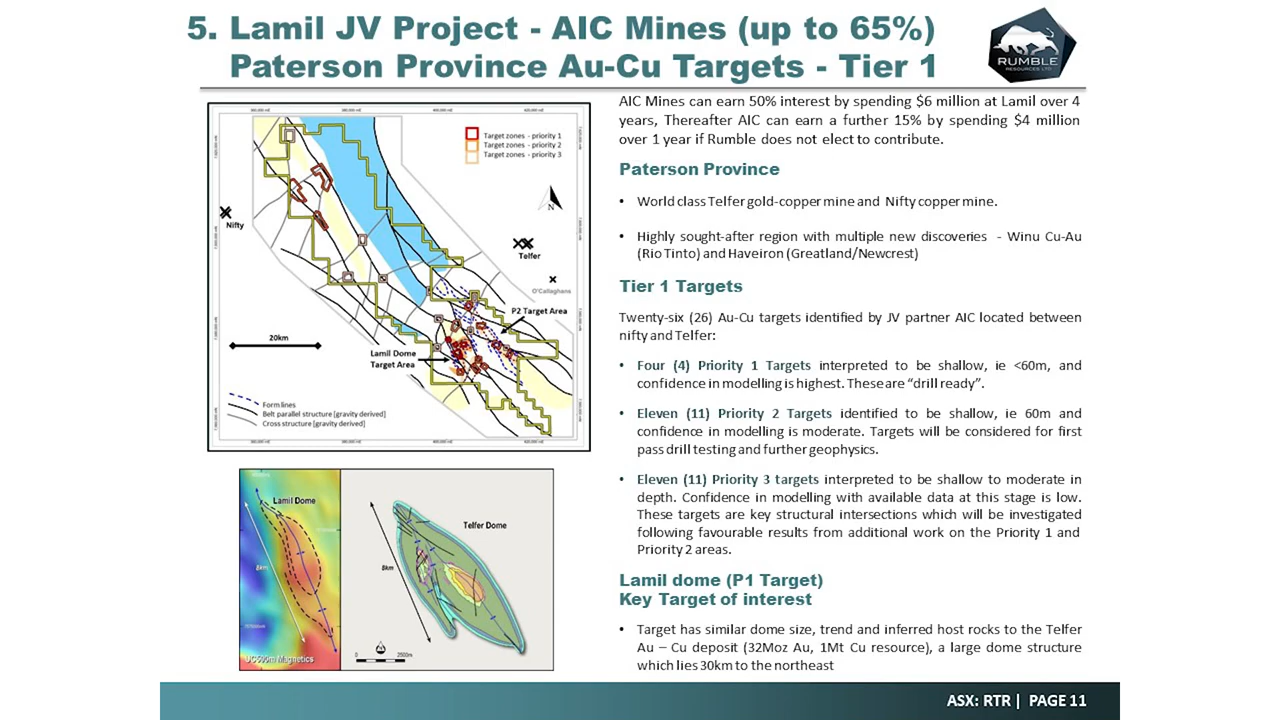 5. Lamil JV Project - AIC Mines (up to 65%)
Paterson Province Au-Cu Targets - Tier 1
RUMBLE
RESOURCES LTD
Target zones - priority 1
Target zones - priority 2
Target zones - priority 3
N
Nifty
Telfer
O'Callaghans
P2 Target Area
20km
Lamil Dome
Target Area
Form lines
Belt parallel structure [gravity derived]
Cross structure [gravity derived]
Lamil Dome
8km
UC500m Magnetics
Telfer Dome
8km
0
2500m
AIC Mines can earn 50% interest by spending $6 million at Lamil over 4
years, Thereafter AIC can earn a further 15% by spending $4 million
over 1 year if Rumble does not elect to contribute.
Paterson Province
• World class Telfer gold-copper mine and Nifty copper mine.
• Highly sought-after region with multiple new discoveries - Winu Cu-Au
(Rio Tinto) and Haveiron (Greatland/Newcrest)
Tier 1 Targets
Twenty-six (26) Au-Cu targets identified by JV partner AIC located between
nifty and Telfer:
• Four (4) Priority 1 Targets interpreted to be shallow, ie <60m, and
confidence in modelling is highest. These are “drill ready”.
• Eleven (11) Priority 2 Targets identified to be shallow, ie 60m and
confidence in modelling is moderate. Targets will be considered for first
pass drill testing and further geophysics.
• Eleven (11) Priority 3 targets interpreted to be shallow to moderate in
depth. Confidence in modelling with available data at this stage is low.
These targets are key structural intersections which will be investigated
following favourable results from additional work on the Priority 1 and
Priority 2 areas.
Lamil dome (P1 Target)
Key Target of interest
• Target has similar dome size, trend and inferred host rocks to the Telfer
Au – Cu deposit (32Moz Au, 1Mt Cu resource), a large dome structure
which lies 30km to the northeast
ASX: RTR | PAGE 11